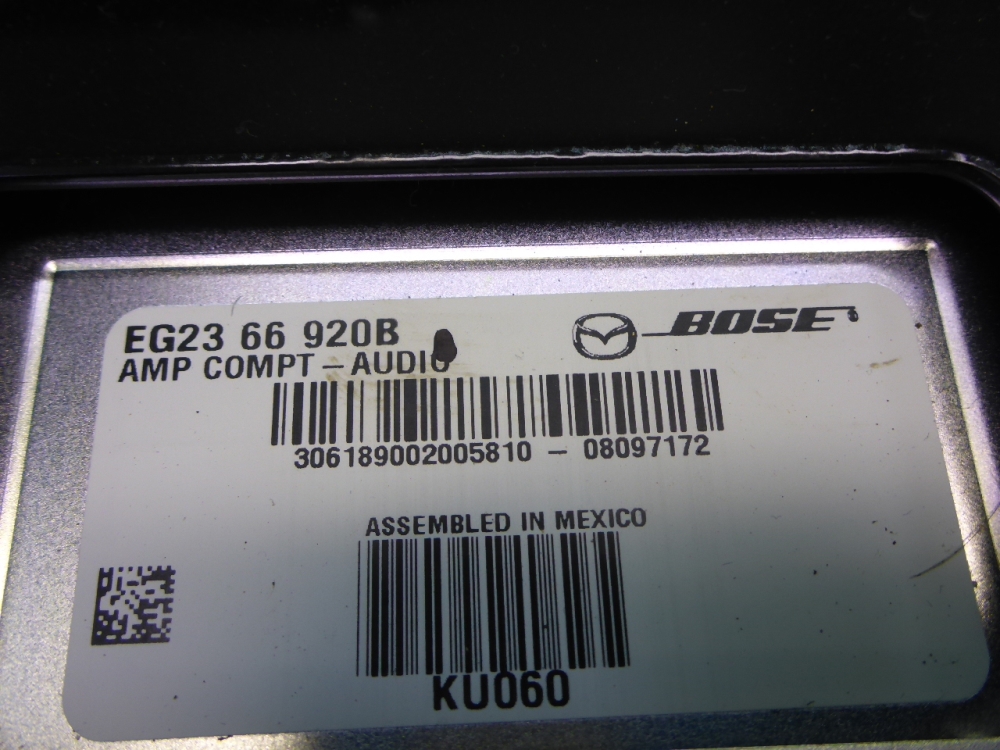 EG23 66 920B
BOSE
AMP COMPT - AUDIO
306189002005810 - 08097172
ASSEMBLED IN MEXICO
KU060